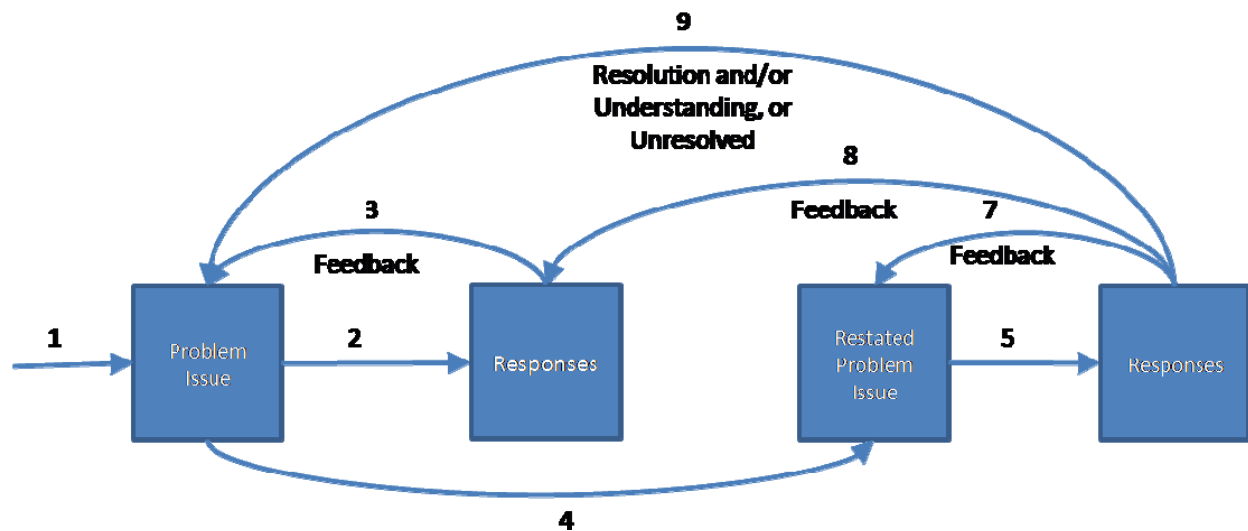 9
Resolution and/or
Understanding, or
Unresolved
8
3
Feedback
7
Feedback
Feedback
1
Problem
Issue
2
Responses
Restated
Problem
Issue
5
Responses
4